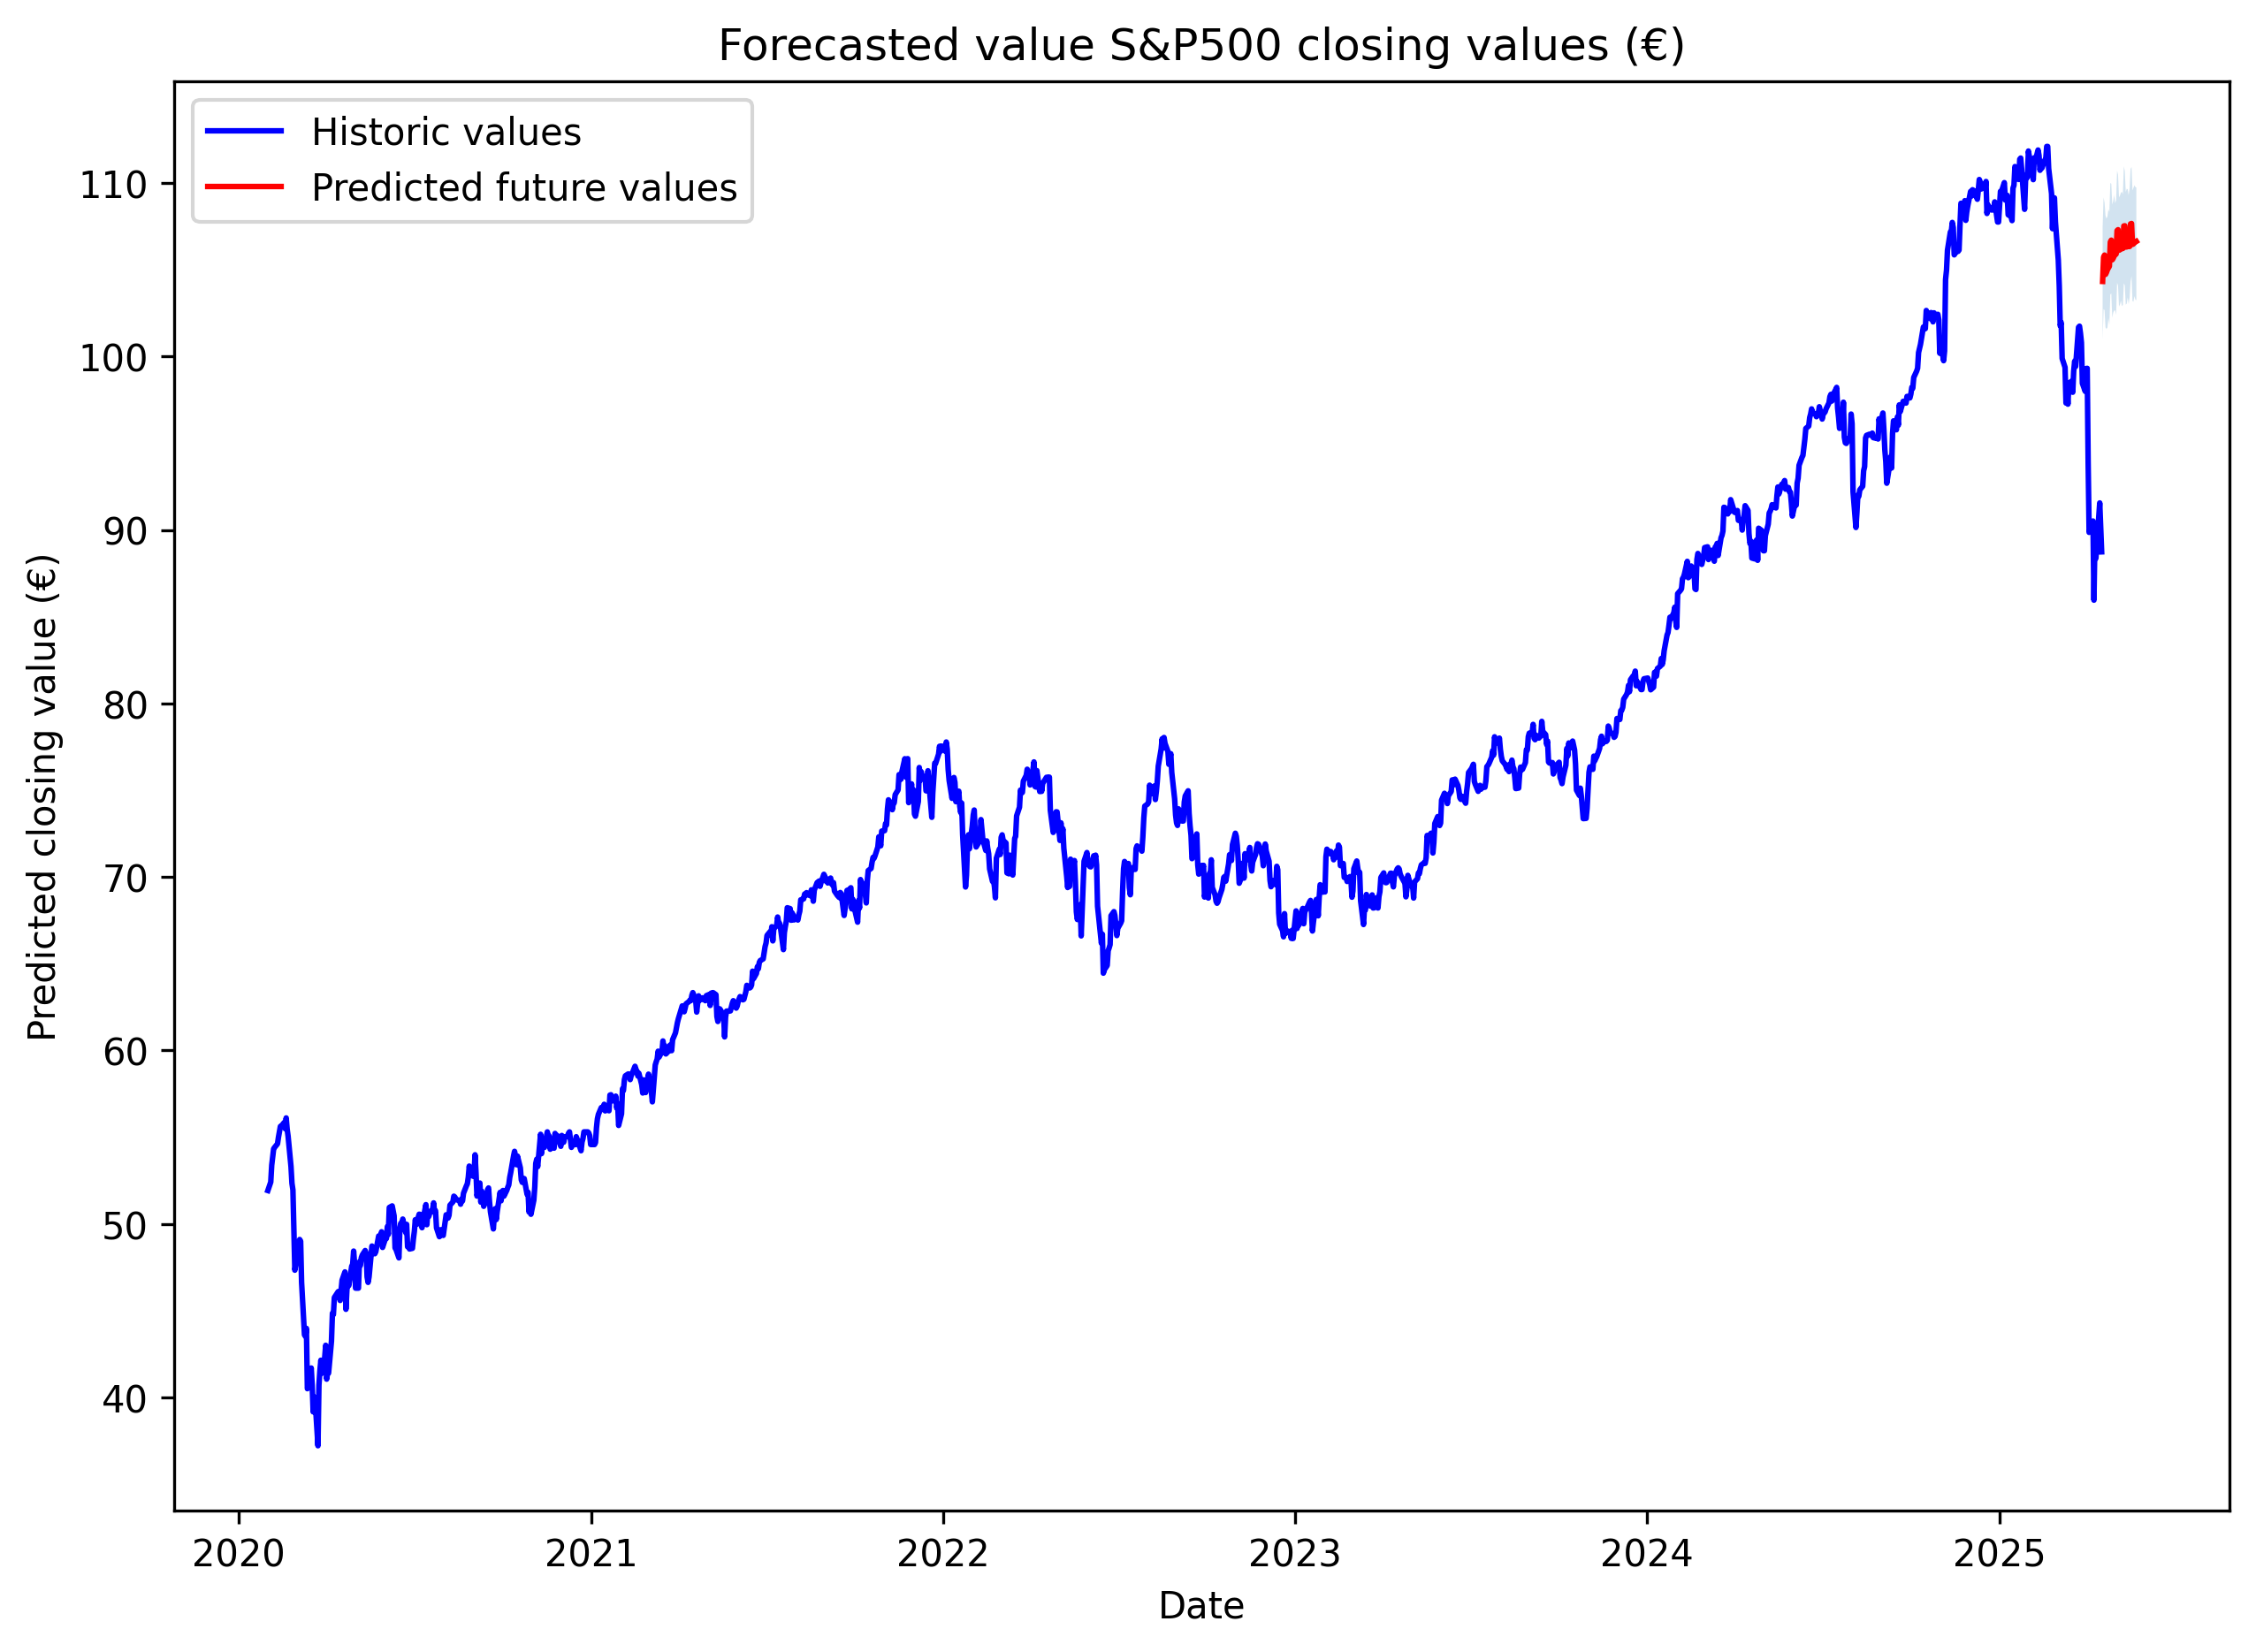 Forecasted value S&P500 closing values (€)
Historic values
Predicted future values
Predicted closing value (€)
110
100
90
80
70
60
50
40
2020
2021
2022
2023
2024
2025
Date